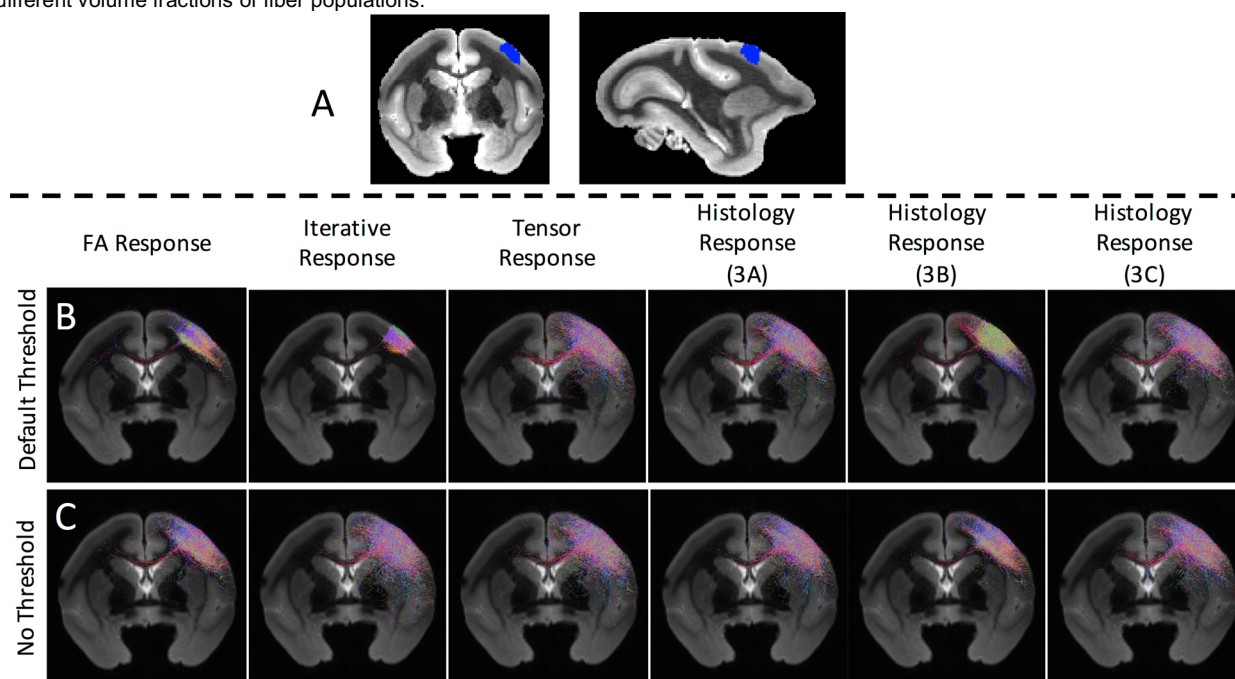 different volume fractions of fiber populations.
A
FA Response
Iterative
Response
Tensor
Response
Histology
Response
(3A)
Histology
Response
(3B)
Histology
Response
(3C)
Default Threshold
B
No Threshold
C